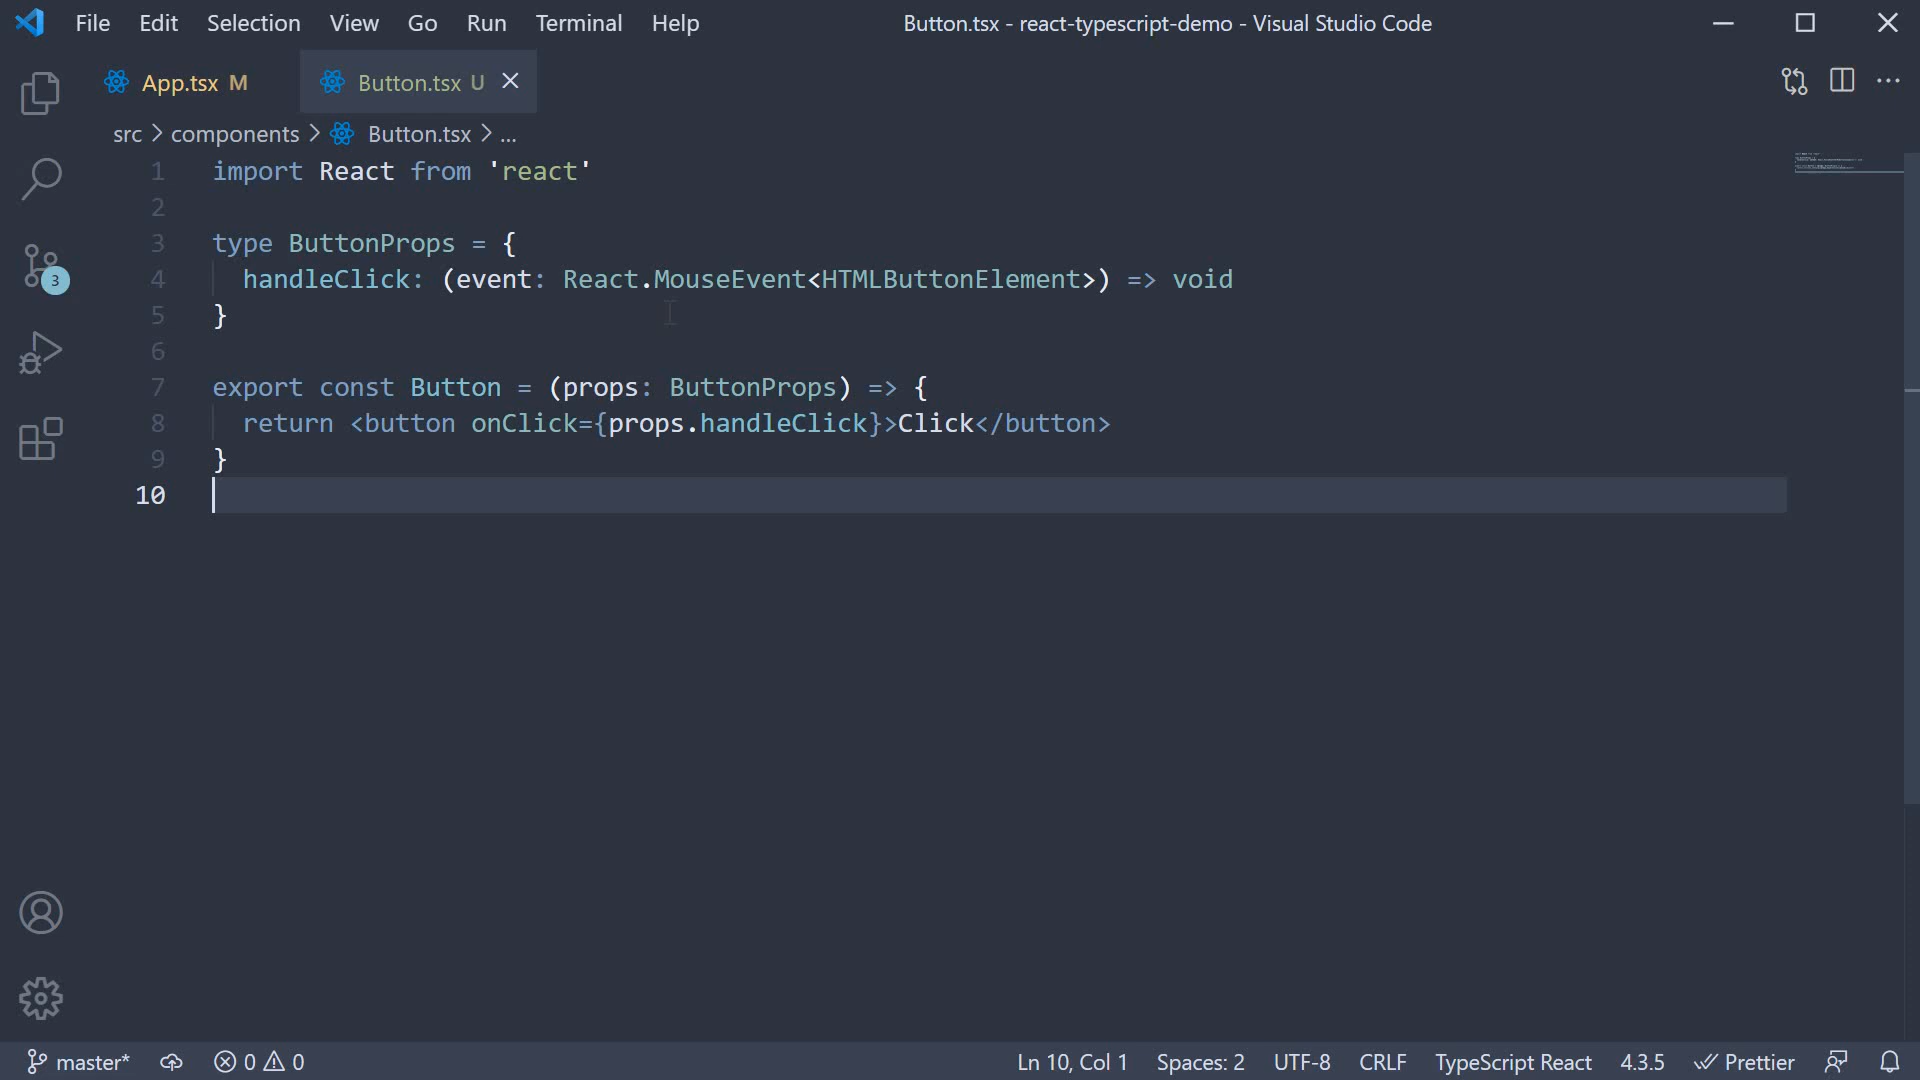 File Edit Selection View Go Run Terminal Help Button.tsx - react-typescript-demo - Visual Studio Code
App.tsx M Button.tsx U
src > components > Button.tsx > ...
1 import React from 'react'
2
3 type ButtonProps = {
4 handleClick: (event: React.MouseEvent<HTMLButtonElement>) => void
5 }
6
7 export const Button = (props: ButtonProps) => {
8 return <button onClick={props.handleClick}>Click</button>
9 }
10
3
master* 0 0 Ln 10, Col 1 Spaces: 2 UTF-8 CRLF TypeScript React 4.3.5 Prettier